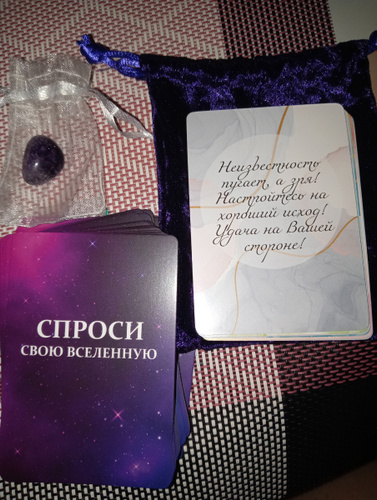 Неизвестность
пугает, а зря!
Настройтесь на
хороший исход!
Удача на Вашей
стороне!
СПРОСИ
СВОЮ ВСЕЛЕННУЮ